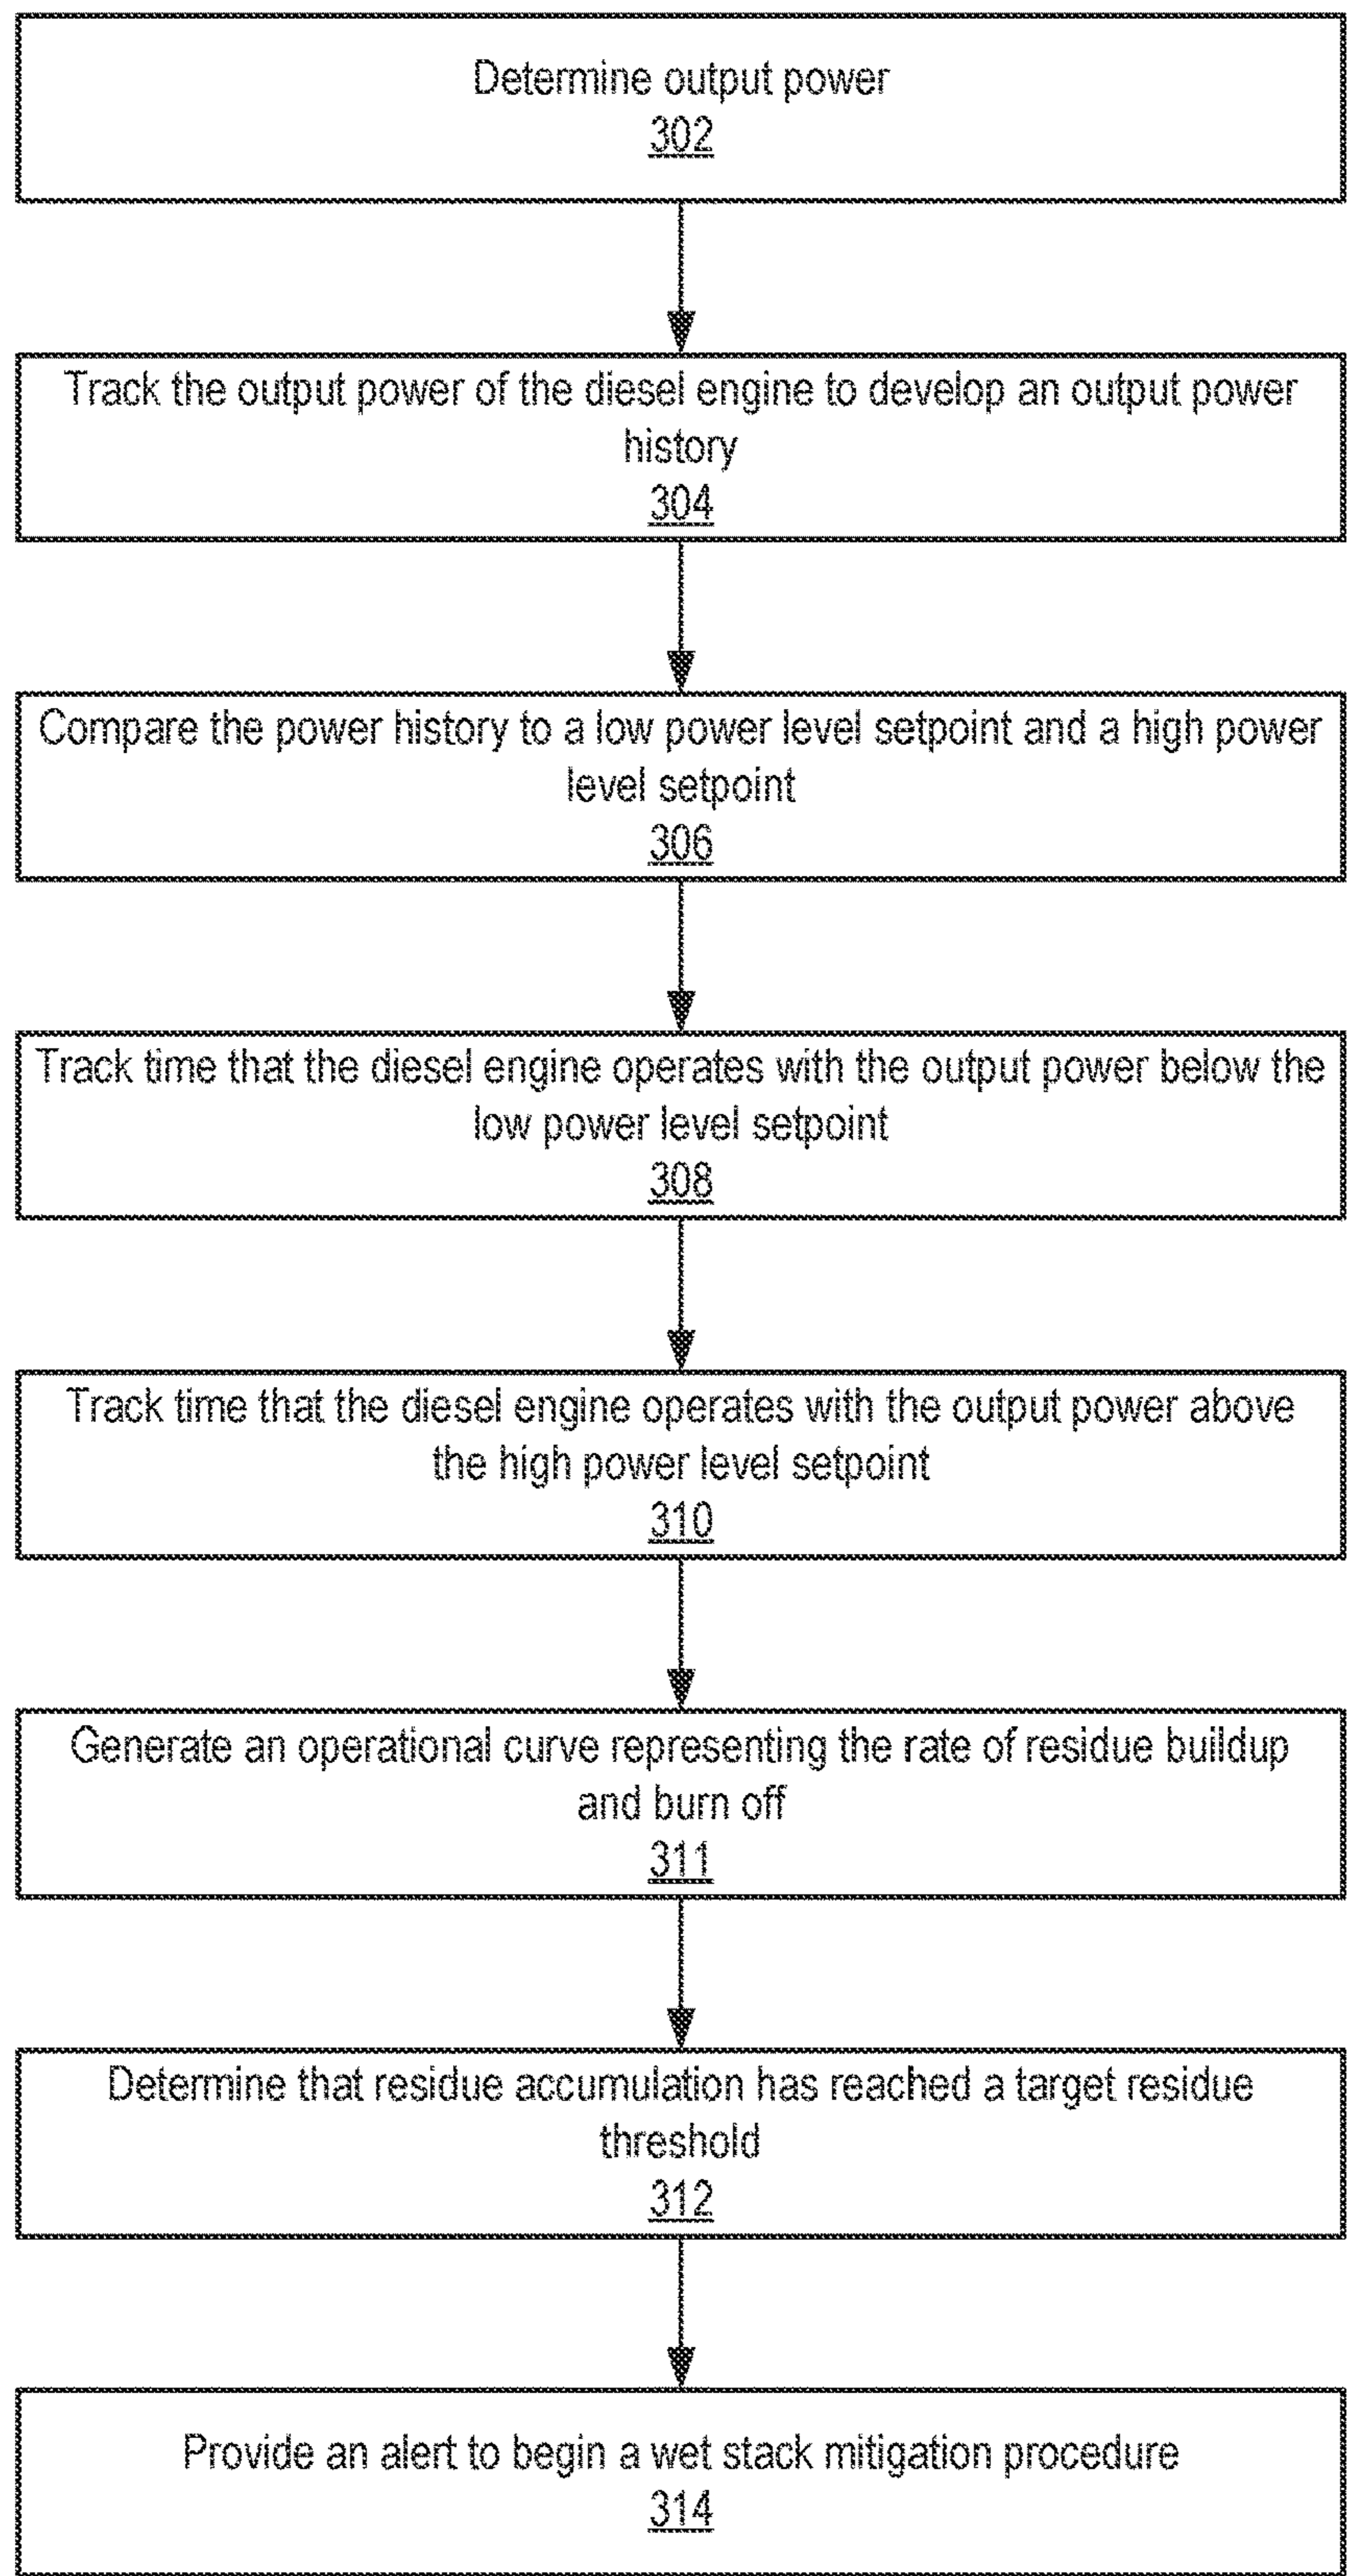 Determine output power
302
Track the output power of the diesel engine to develop an output power
history
304
Compare the power history to a low power level setpoint and a high power
level setpoint
306
Track time that the diesel engine operates with the output power below the
low power level setpoint
308
Track time that the diesel engine operates with the output power above
the high power level setpoint
310
Generate an operational curve representing the rate of residue buildup
and burn off
311
Determine that residue accumulation has reached a target residue
threshold
312
Provide an alert to begin a wet stack mitigation procedure
314